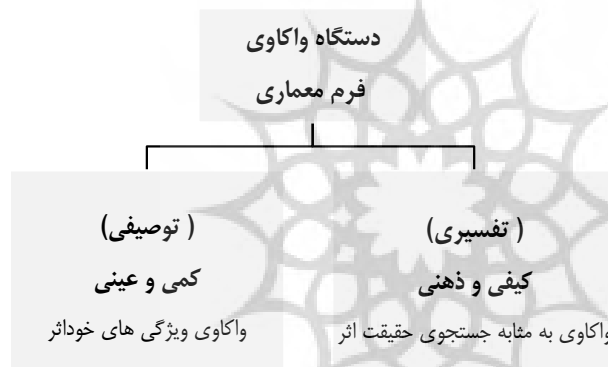 دستگاه واکاوی
فرم معماری
( تفسیری)
کیفی و ذهنی
واکاوی به مثابه جستجوی حقیقت اثر
( توصیفی)
کمی و عینی
واکاوی ویژگی های خوداثر